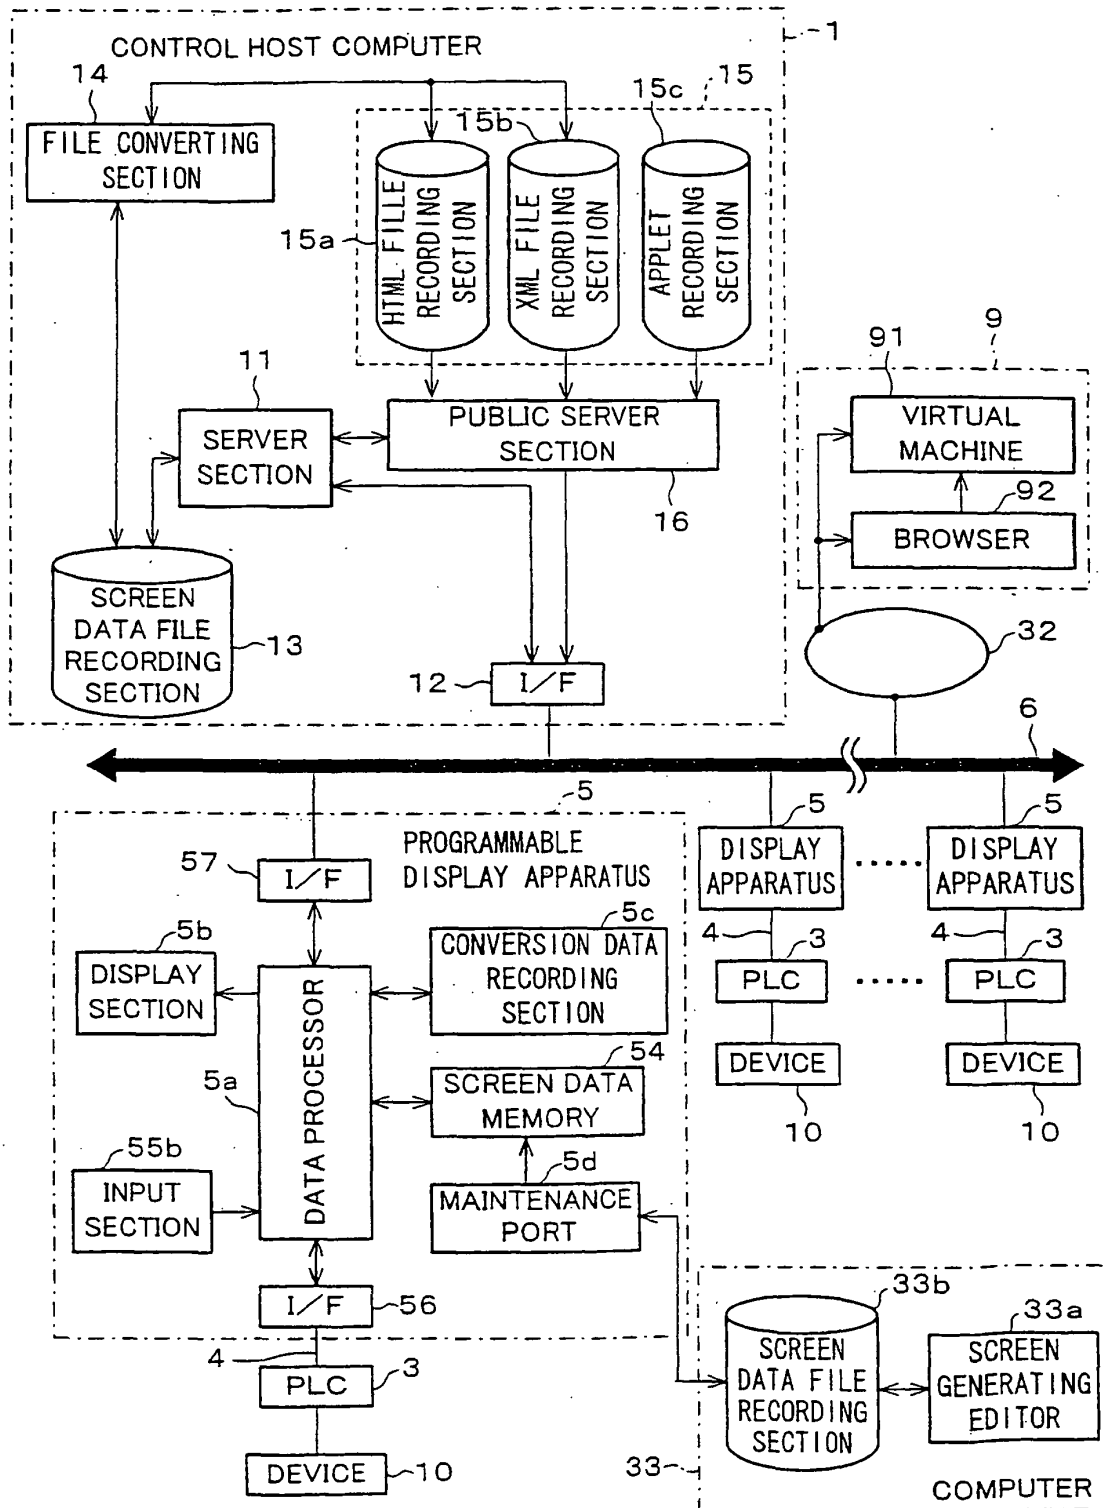 1
CONTROL HOST COMPUTER
14
15
15c
15b
FILE CONVERTING
SECTION
15a
HTML FILLE
RECORDING
SECTION
XML FILE
RECORDING
SECTION
APPLET
RECORDING
SECTION
9
91
11
VIRTUAL
MACHINE
PUBLIC SERVER
SECTION
SERVER
SECTION
92
16
BROWSER
SCREEN
DATA FILE
RECORDING
SECTION
13
32
12
I/F
6
5
PROGRAMMABLE
DISPLAY APPARATUS
57
I/F
5
DISPLAY
APPARATUS
.....
5
DISPLAY
APPARATUS
5b
DISPLAY
SECTION
5c
CONVERSION DATA
RECORDING
SECTION
4
3
PLC
.....
4
3
PLC
5a
DATA PROCESSOR
54
SCREEN DATA
MEMORY
DEVICE
DEVICE
10
10
55b
INPUT
SECTION
5d
MAINTENANCE
PORT
I/F
56
4
PLC
3
DEVICE
10
33b
SCREEN
DATA FILE
RECORDING
SECTION
33a
SCREEN
GENERATING
EDITOR
33
COMPUTER